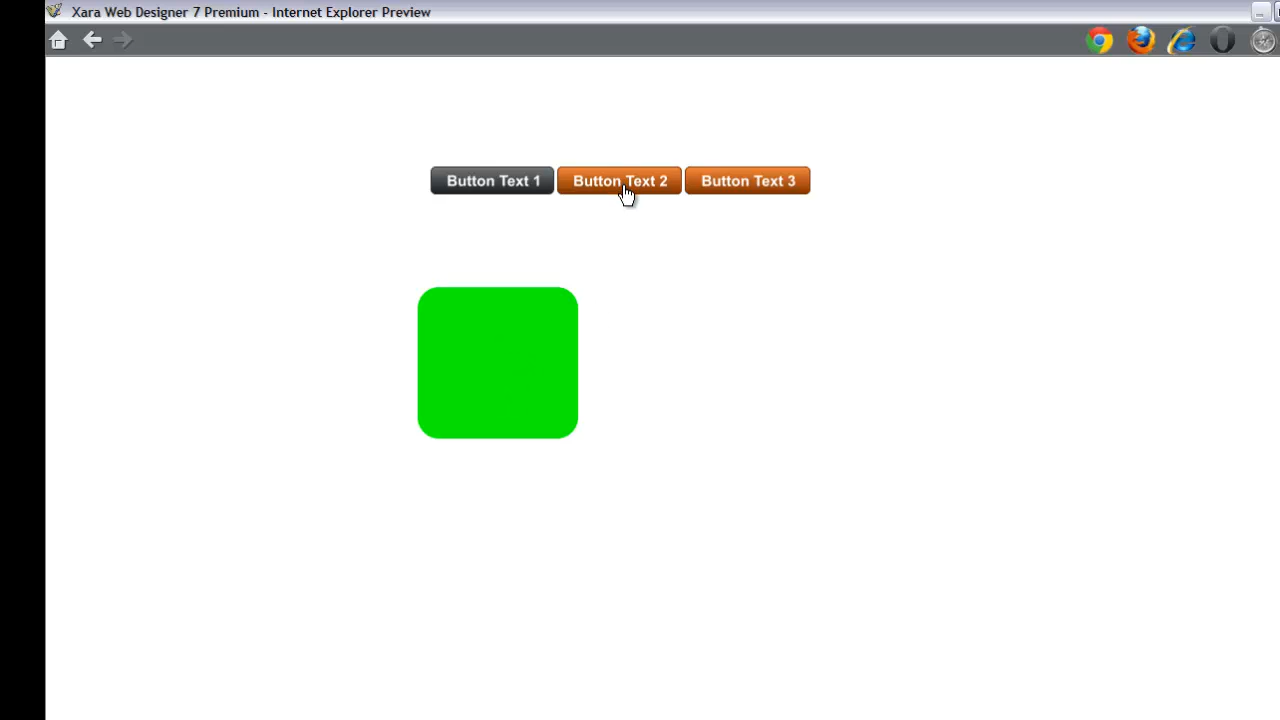 Xara Web Designer 7 Premium - Internet Explorer Preview
Button Text 1 Button Text 2 Button Text 3